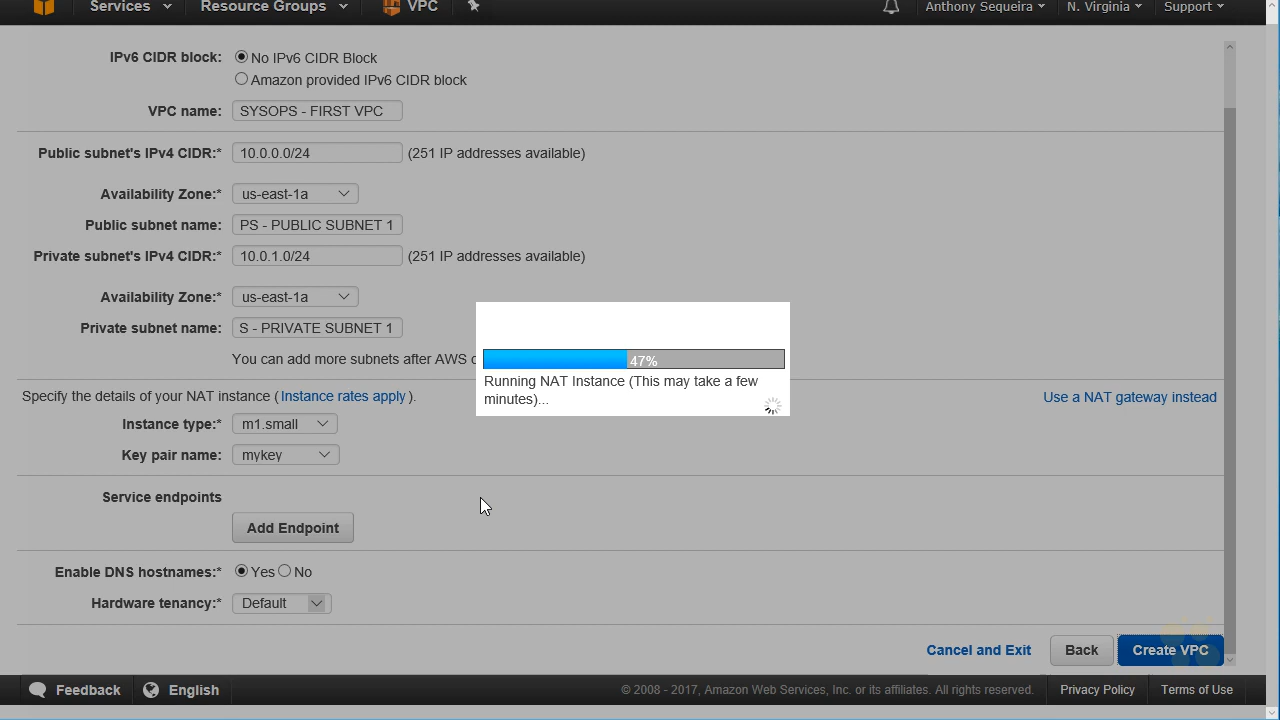 Services Resource Groups VPC Anthony Sequeira N. Virginia Support
IPv6 CIDR block: No IPv6 CIDR Block
Amazon provided IPv6 CIDR block
VPC name: SYSOPS - FIRST VPC
Public subnet's IPv4 CIDR:* 10.0.0.0/24 (251 IP addresses available)
Availability Zone:* us-east-1a
Public subnet name: PS - PUBLIC SUBNET 1
Private subnet's IPv4 CIDR:* 10.0.1.0/24 (251 IP addresses available)
Availability Zone:* us-east-1a
Private subnet name: S - PRIVATE SUBNET 1
You can add more subnets after AWS
47%
Running NAT Instance (This may take a few
minutes)...
Specify the details of your NAT instance (Instance rates apply). Use a NAT gateway instead
Instance type:* m1.small
Key pair name: mykey
Service endpoints
Add Endpoint
Enable DNS hostnames:* Yes No
Hardware tenancy:* Default
Cancel and Exit Back Create VPC
Feedback English © 2008 - 2017, Amazon Web Services, Inc. or its affiliates. All rights reserved. Privacy Policy Terms of Use